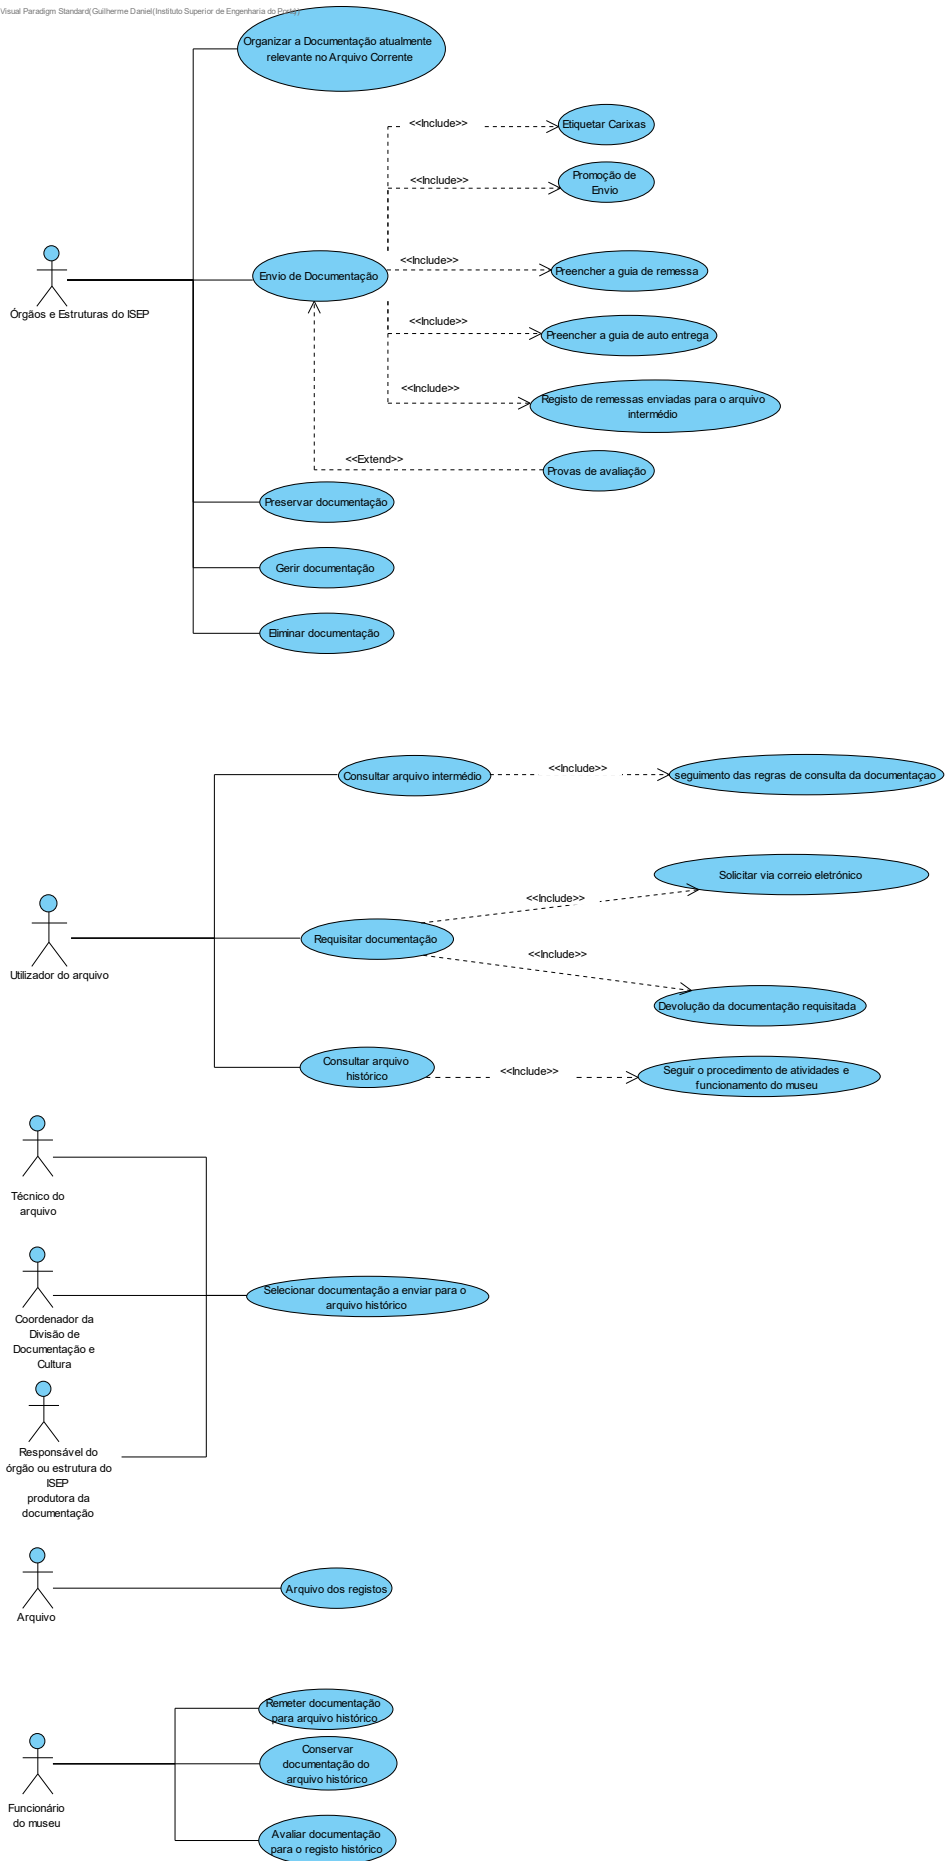 Visual Paradigm Standard(Guilherme Daniel(Instituto Superior de Engenharia do Porto))
Organizar a Documentação atualmente
relevante no Arquivo Corrente
<<Include>>
Etiquetar Carixas
<<Include>>
Promoção de
Envio
Órgãos e Estruturas do ISEP
Envio de Documentação
<<Include>>
Preencher a guia de remessa
<<Include>>
Preencher a guia de auto entrega
<<Include>>
Registo de remessas enviadas para o arquivo
intermédio
<<Extend>>
Provas de avaliação
Preservar documentação
Gerir documentação
Eliminar documentação
Consultar arquivo intermédio
<<Include>>
seguimento das regras de consulta da documentaçao
Utilizador do arquivo
Requisitar documentação
<<Include>>
Solicitar via correio eletrónico
<<Include>>
Devolução da documentação requisitada
Consultar arquivo
histórico
<<Include>>
Seguir o procedimento de atividades e
funcionamento do museu
Técnico do
arquivo
Coordenador da
Divisão de
Documentação e
Cultura
Selecionar documentação a enviar para o
arquivo histórico
Responsável do
órgão ou estrutura do
ISEP
produtora da
documentação
Arquivo
Arquivo dos registos
Funcionário
do museu
Remeter documentação
para arquivo histórico
Conservar
documentação do
arquivo histórico
Avaliar documentação
para o registo histórico